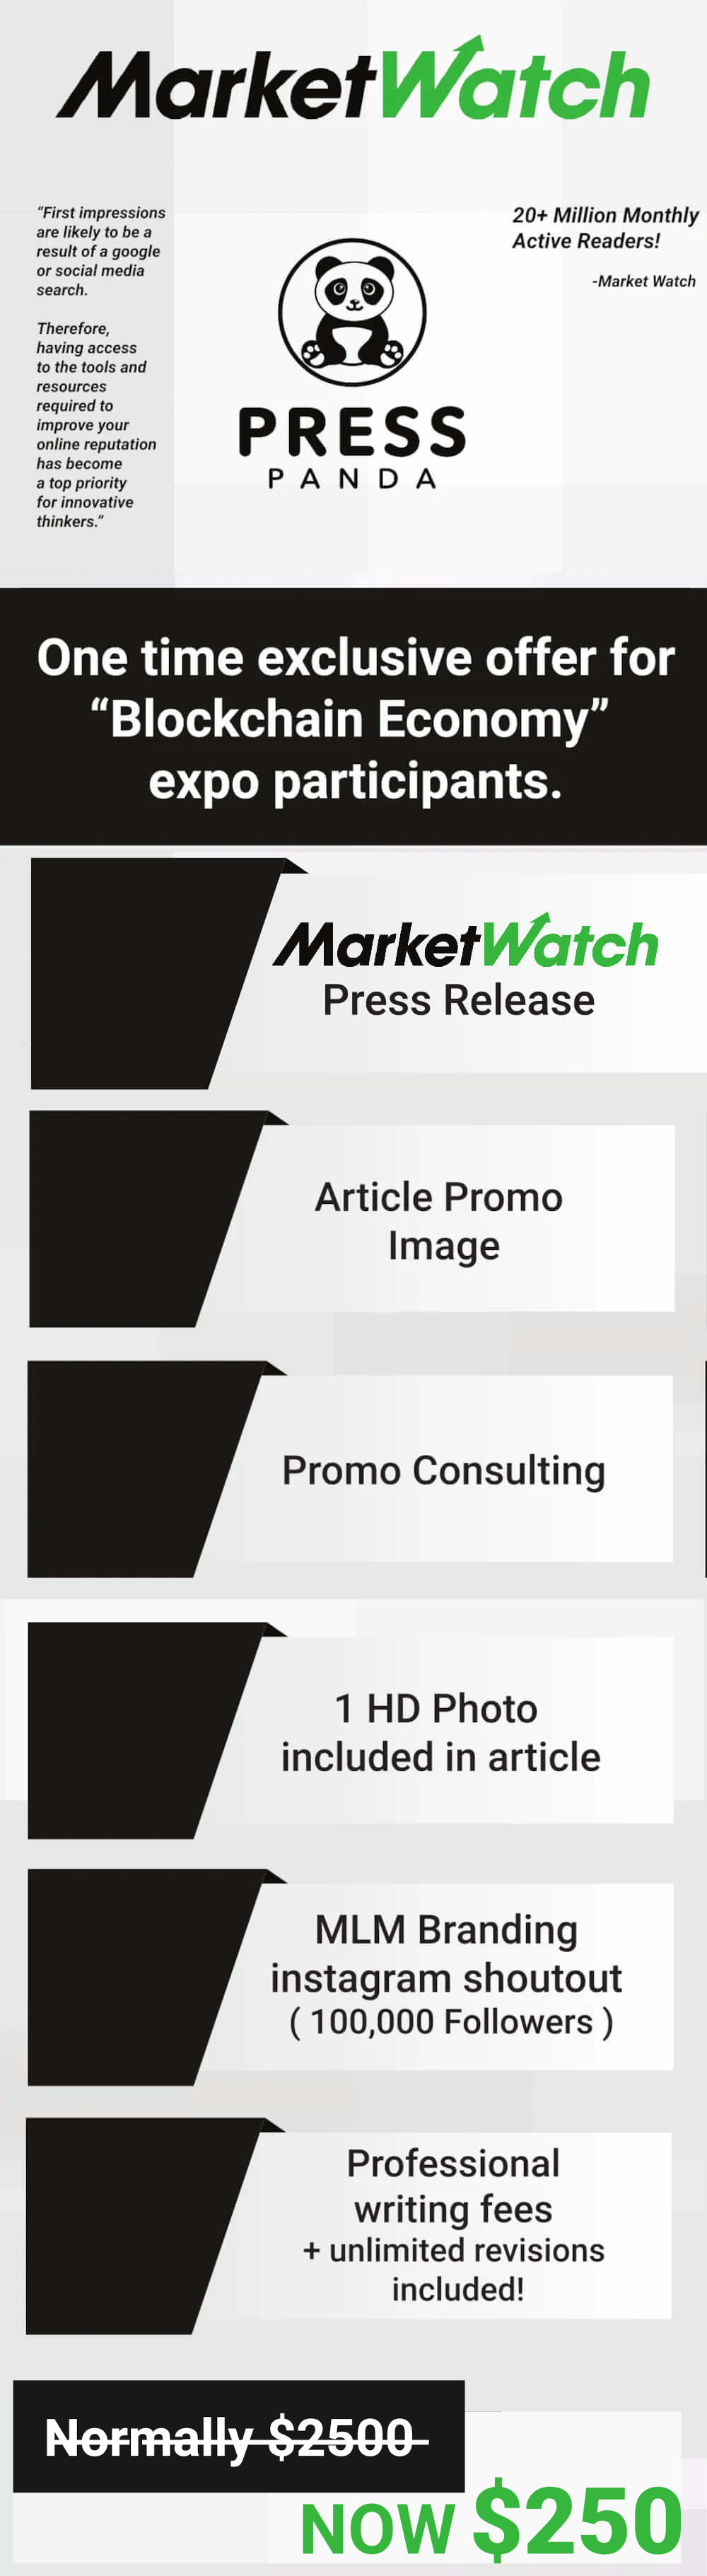 MarketWatch
“First impressions
are likely to be a
result of a google
or social media
search.
Therefore,
having access
to the tools and
resources
required to
improve your
online reputation
has become
a top priority
for innovative
thinkers.”
20+ Million Monthly
Active Readers!
-Market Watch
PRESS
PANDA
One time exclusive offer for
“Blockchain Economy”
expo participants.
MarketWatch
Press Release
Article Promo
Image
Promo Consulting
1 HD Photo
included in article
MLM Branding
instagram shoutout
( 100,000 Followers )
Professional
writing fees
+ unlimited revisions
included!
Normally $2500
NOW $250